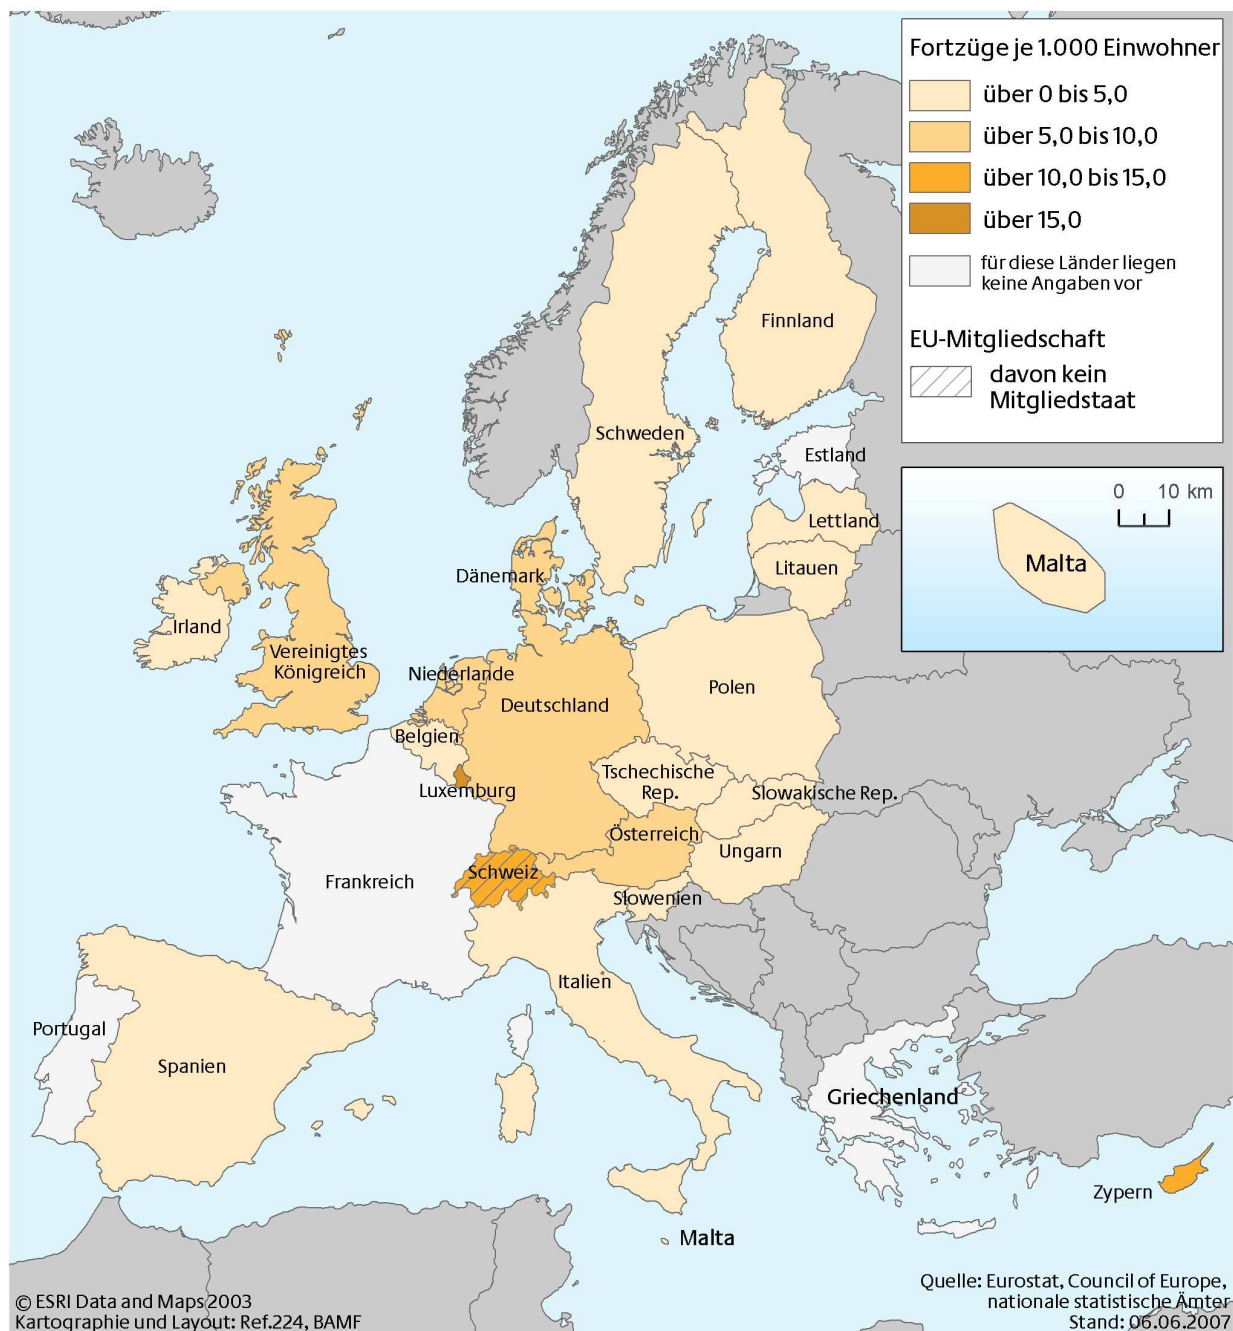 Fortzüge je 1.000 Einwohner
über 0 bis 5,0
über 5,0 bis 10,0
über 10,0 bis 15,0
über 15,0
für diese Länder liegen
keine Angaben vor
EU-Mitgliedschaft
davon kein
Mitgliedstaat
0 10 km
Malta
Finnland
Schweden
Estland
Lettland
Litauen
Dänemark
Irland
Vereinigtes
Königreich
Niederlande
Deutschland
Polen
Belgien
Luxemburg
Tschechische
Rep.
Slowakische Rep.
Österreich
Ungarn
Schweiz
Frankreich
Slowenien
Italien
Portugal
Spanien
Griechenland
Zypern
Malta
© ESRI Data and Maps 2003
Kartographie und Layout: Ref.224, BAMF
Quelle: Eurostat, Council of Europe,
nationale statistische Ämter
Stand: 06.06.2007